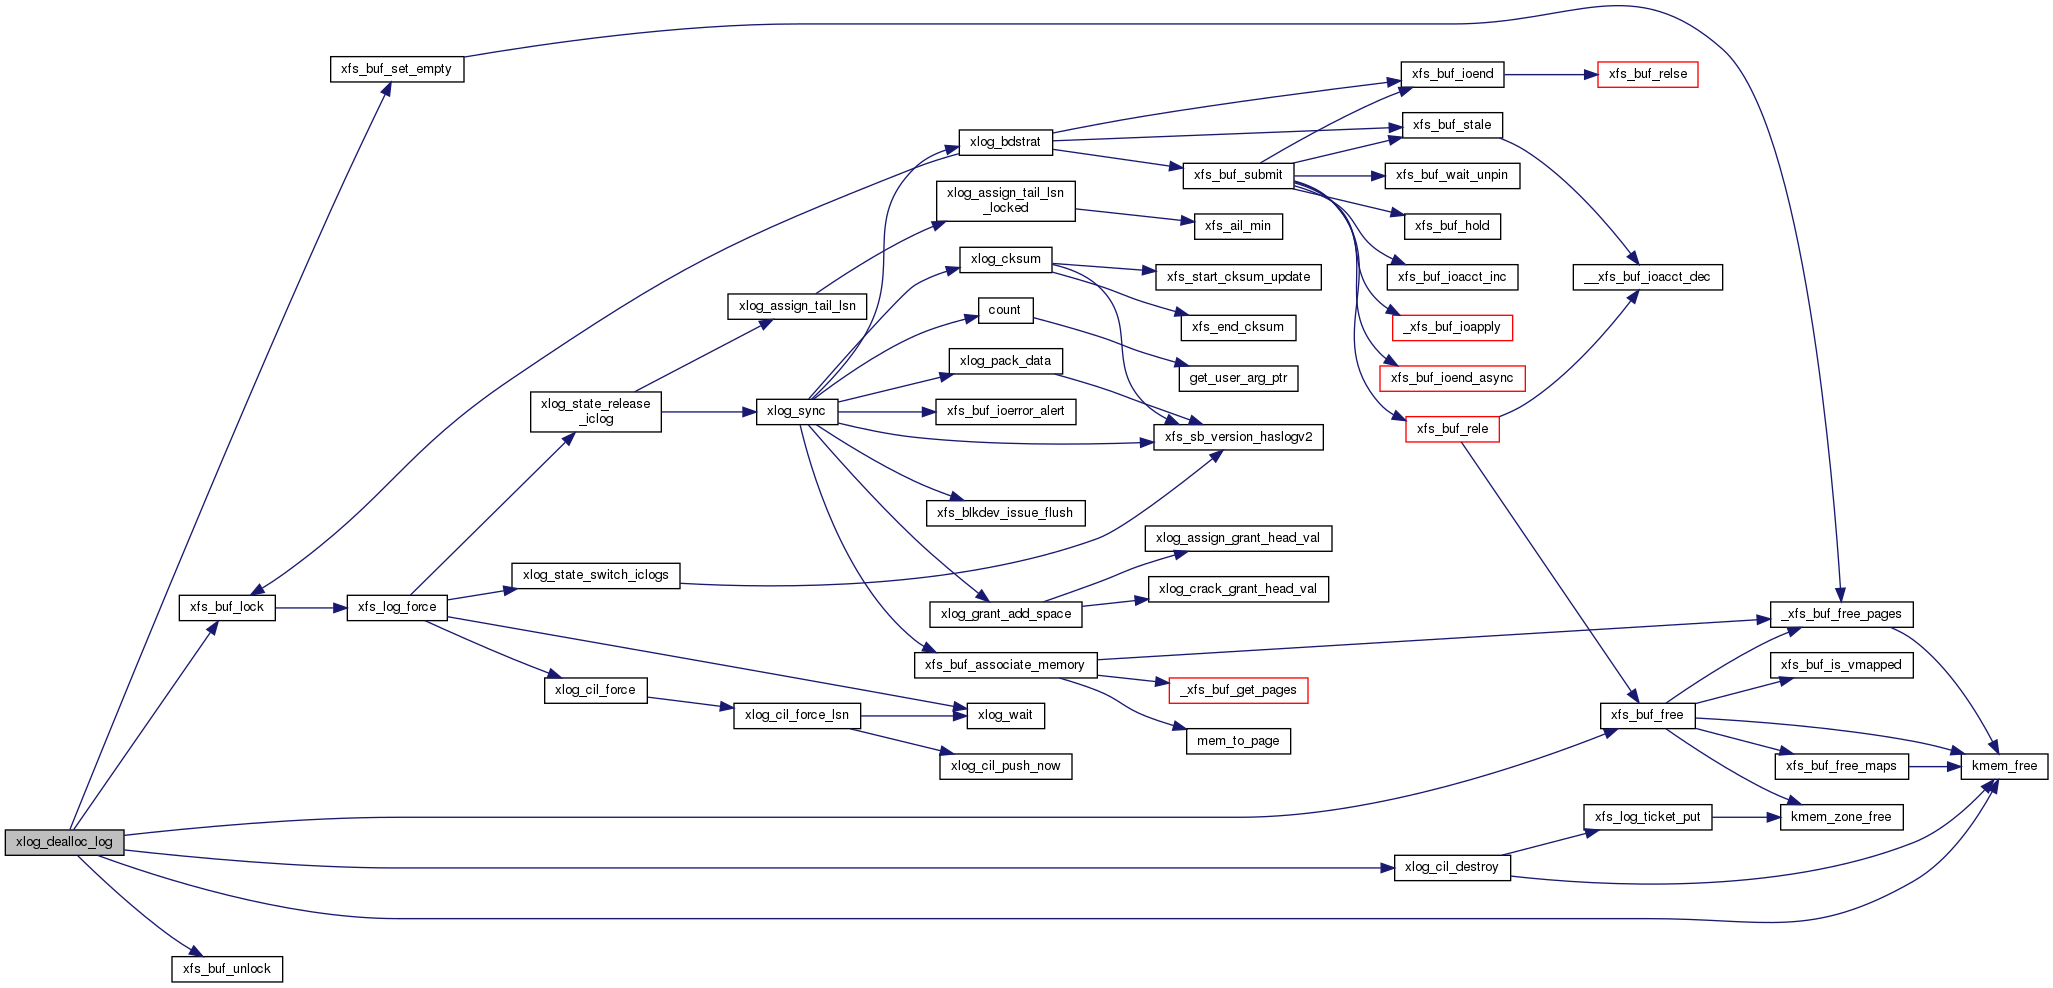 xfs_buf_set_empty
xfs_buf_ioend
xfs_buf_relse
xfs_buf_stale
xlog_bdstrat
xfs_buf_submit
xfs_buf_wait_unpin
xlog_assign_tail_lsn
_locked
xfs_ail_min
xfs_buf_hold
xlog_cksum
xfs_start_cksum_update
xfs_buf_ioacct_inc
__xfs_buf_ioacct_dec
xlog_assign_tail_lsn
count
xfs_end_cksum
_xfs_buf_ioapply
xlog_pack_data
get_user_arg_ptr
xfs_buf_ioend_async
xlog_state_release
_iclog
xlog_sync
xfs_buf_ioerror_alert
xfs_sb_version_haslogv2
xfs_buf_rele
xfs_blkdev_issue_flush
xlog_assign_grant_head_val
xlog_state_switch_iclogs
xlog_crack_grant_head_val
xfs_buf_lock
xfs_log_force
xlog_grant_add_space
_xfs_buf_free_pages
xfs_buf_associate_memory
xfs_buf_is_vmapped
xlog_cil_force
_xfs_buf_get_pages
xlog_cil_force_lsn
xlog_wait
xfs_buf_free
mem_to_page
xlog_cil_push_now
xfs_buf_free_maps
kmem_free
xfs_log_ticket_put
kmem_zone_free
xlog_dealloc_log
xlog_cil_destroy
xfs_buf_unlock